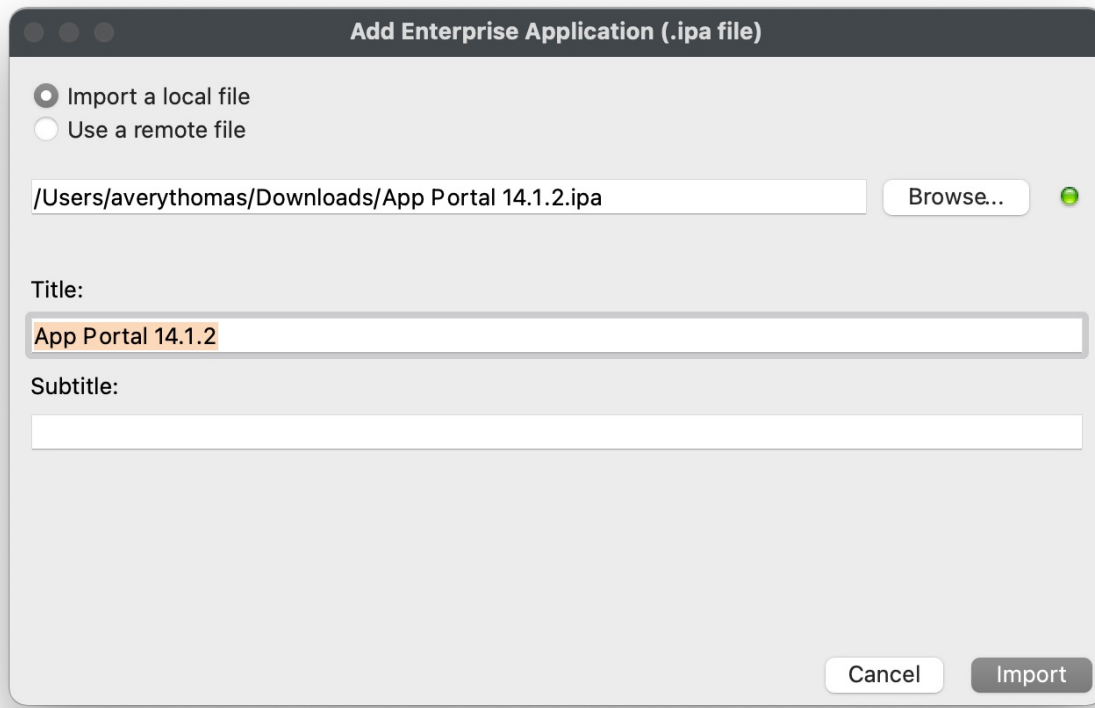 Add Enterprise Application (.ipa file)
Import a local file
Use a remote file
/Users/averythomas/Downloads/App Portal 14.1.2.ipa
Browse...
Title:
App Portal 14.1.2
Subtitle:
Cancel
Import